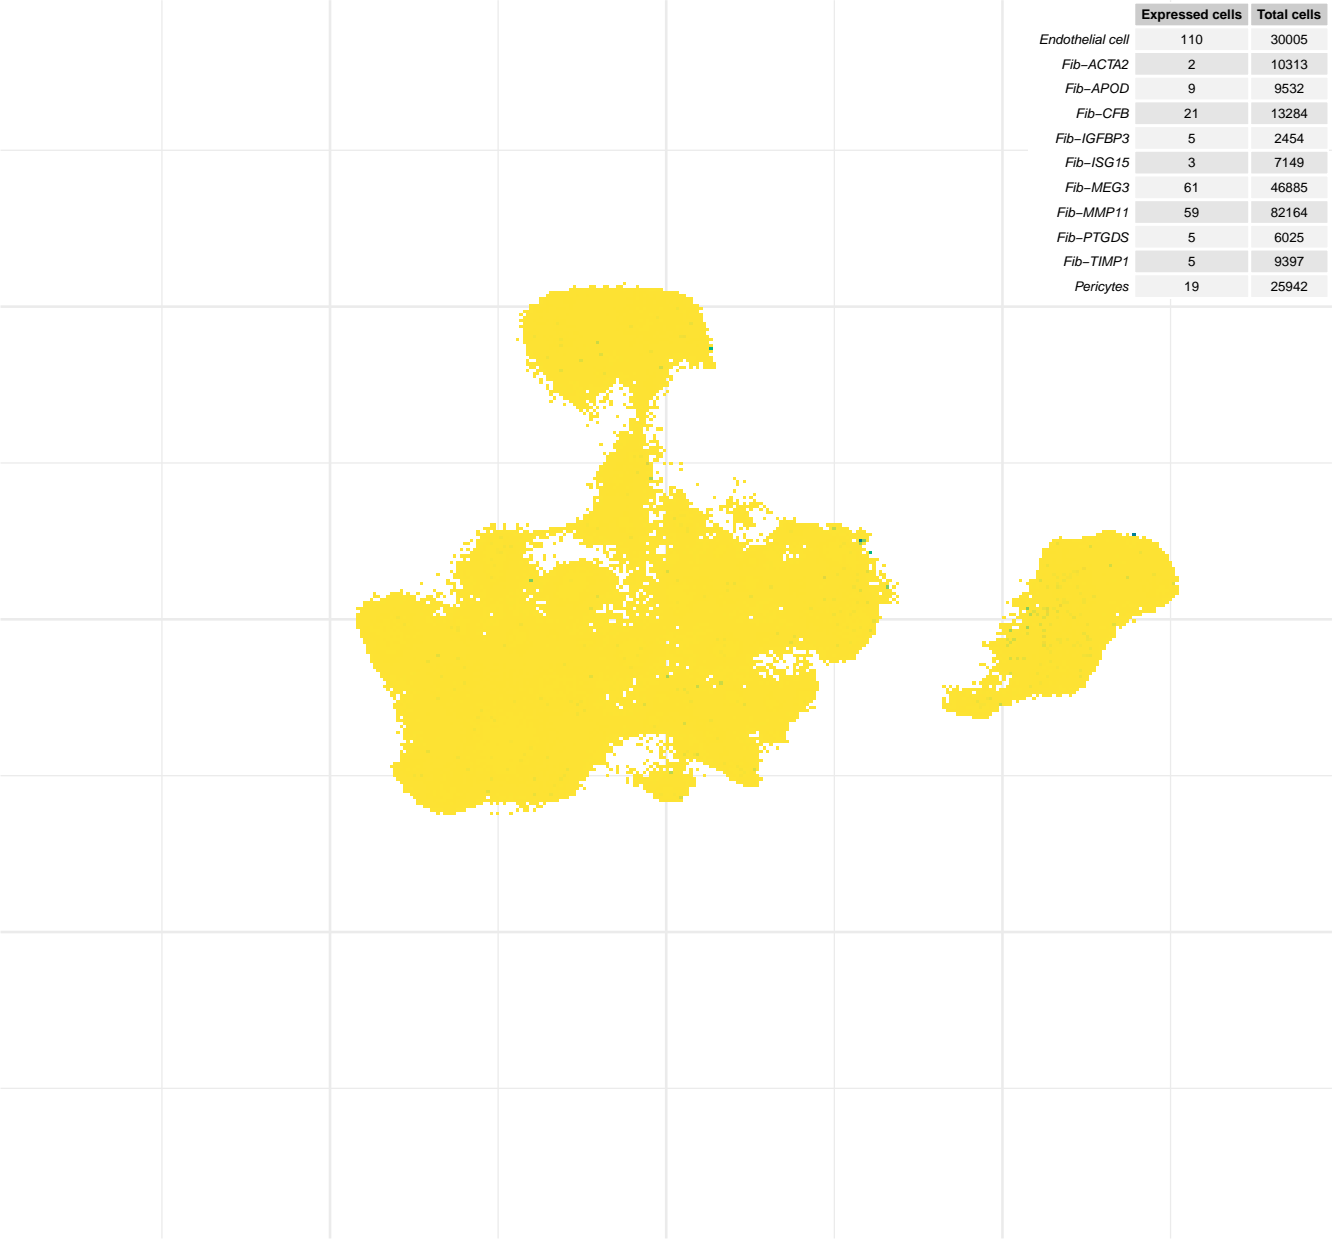 Expressed cells Total cells
Endothelial cell 110 30005
Fib−ACTA2 2 10313
Fib−APOD 9 9532
Fib−CFB 21 13284
Fib−IGFBP3 5 2454
Fib−ISG15 3 7149
Fib−MEG3 61 46885
Fib−MMP11 59 82164
Fib−PTGDS 5 6025
Fib−TIMP1 5 9397
Pericytes 19 25942